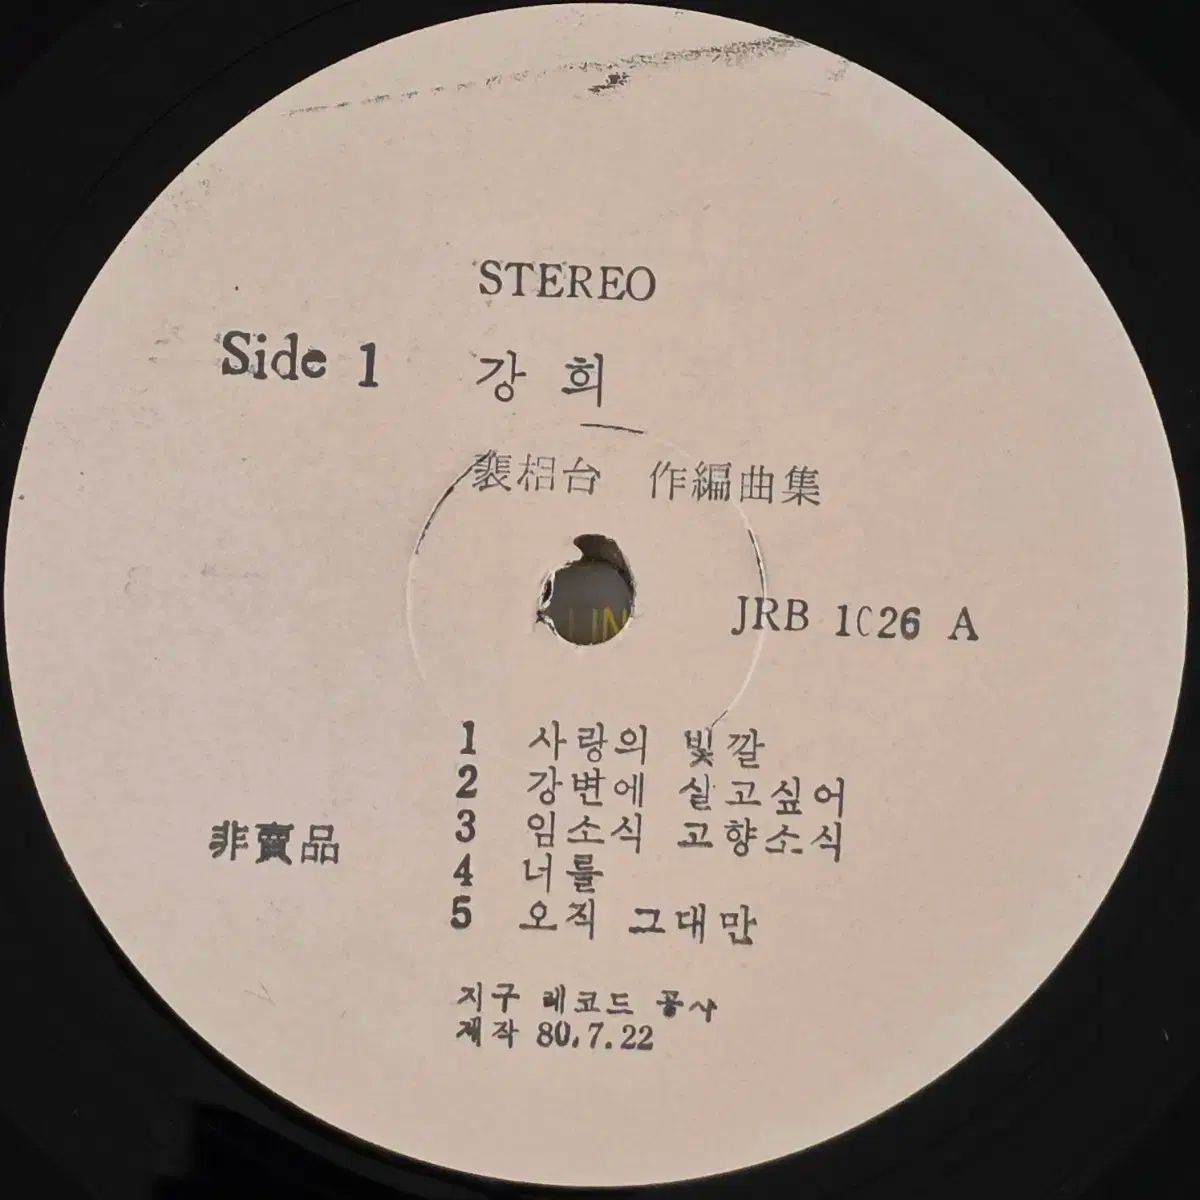 STEREO
Side 1 강 희
裵相台 作編曲集
JRB 1026 A
1 사랑의 빛깔
2 강변에 살고싶어
3 임소식 고향소식
4 너를
5 오직 그대만
非賣品
지구 레코드 공사
제작 80.7.22